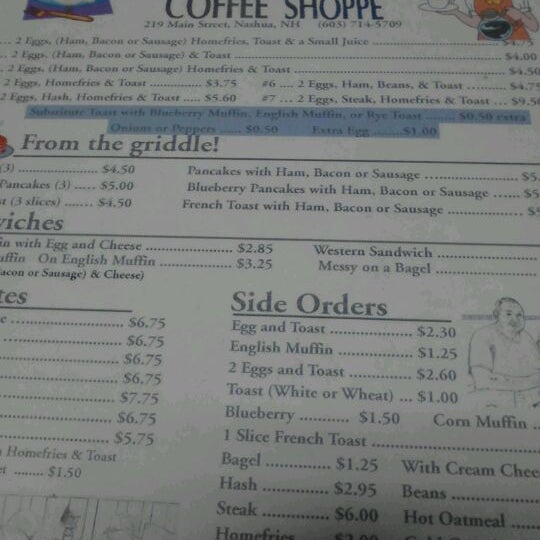 COFFEE SHOPPE
219 Main Street, Nashua, NH (603) 714-5709
... 2 Eggs, (Ham, Bacon or Sausage) Homefries, Toast & a Small Juice ... $4.75
... 2 Eggs, (Ham, Bacon or Sausage) & Toast ... $4.00
2 Eggs, (Ham, Bacon or Sausage) Homefries & Toast ... $4.50
2 Eggs, Homefries & Toast ...... $3.75 #6 .... 2 Eggs, Ham, Beans, & Toast ....... $4.75
2 Eggs, Hash, Homefries & Toast ..... $5.60 #7 ... 2 Eggs, Steak, Homefries & Toast ... $9.50
Substitute Toast with Blueberry Muffin, English Muffin, or Rye Toast ....... $0.50 extra
Onions or Peppers ...... $0.50 Extra Egg .......$1.00
From the griddle!
(3) ............ $4.50 Pancakes with Ham, Bacon or Sausage ............ $5.
Pancakes (3) ..... $5.00 Blueberry Pancakes with Ham, Bacon or Sausage ...... $5
(3 slices) ...... $4.50 French Toast with Ham, Bacon or Sausage ............
with Egg and Cheese .................. $2.85 Western Sandwich ............
On English Muffin .................. $3.25 Messy on a Bagel ............
Bacon or Sausage) & Cheese)
Side Orders
$6.75 Egg and Toast ............... $2.30
$6.75 English Muffin ............ $1.25
$6.75 2 Eggs and Toast ........... $2.60
$6.75 Toast (White or Wheat) ... $1.00
$7.75 Blueberry ........... $1.50 Corn Muffin ..
$6.75 1 Slice French Toast ..................
$5.75 Bagel ............ $1.25 With Cream Chee
Homefries & Toast
$1.50 Hash .............. $2.95 Beans ............
Steak ............. $6.00 Hot Oatmeal .......
Homefries